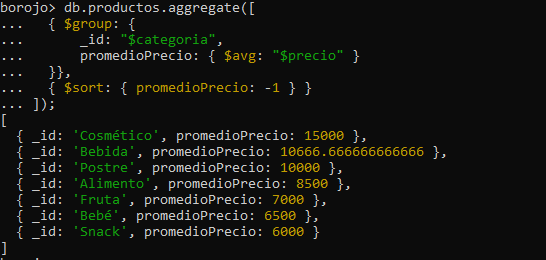 borojo> db.productos.aggregate([
...   { $group: {
...       _id: "$categoria",
...       promedioPrecio: { $avg: "$precio" }
...   }},
...   { $sort: { promedioPrecio: -1 } }
... ]);
[
  { _id: 'Cosmético', promedioPrecio: 15000 },
  { _id: 'Bebida', promedioPrecio: 10666.666666666666 },
  { _id: 'Postre', promedioPrecio: 10000 },
  { _id: 'Alimento', promedioPrecio: 8500 },
  { _id: 'Fruta', promedioPrecio: 7000 },
  { _id: 'Bebé', promedioPrecio: 6500 },
  { _id: 'Snack', promedioPrecio: 6000 }
]